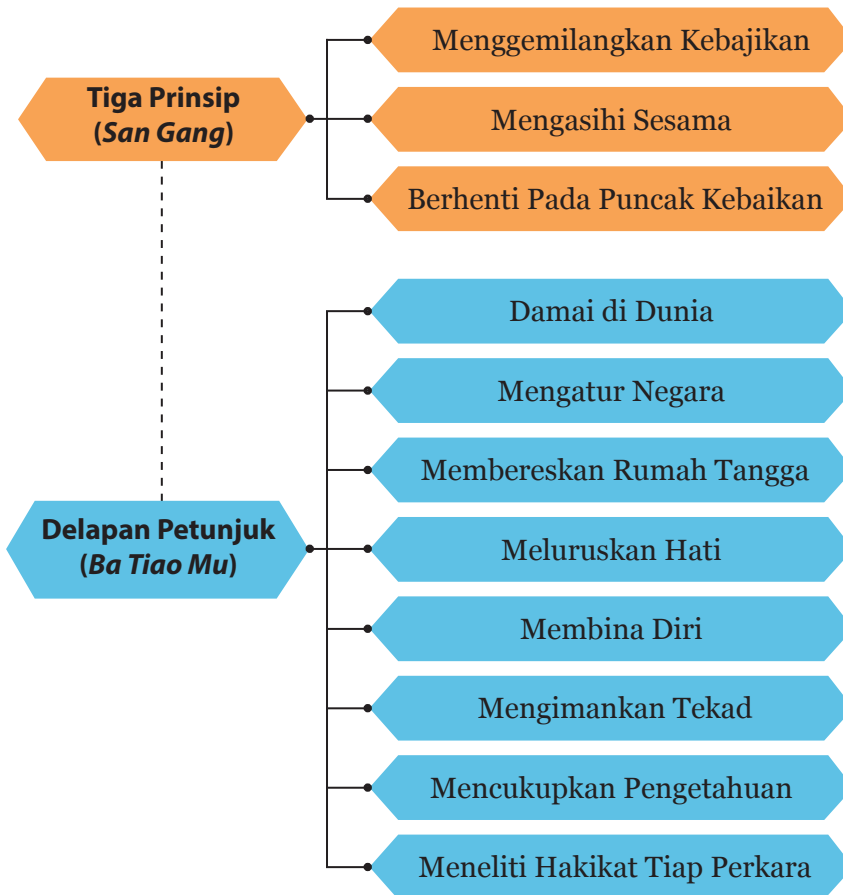 Tiga Prinsip
(San Gang)
Menggemilangkan Kebajikan
Mengasihi Sesama
Berhenti Pada Puncak Kebaikan
Delapan Petunjuk
(Ba Tiao Mu)
Damai di Dunia
Mengatur Negara
Membereskan Rumah Tangga
Meluruskan Hati
Membina Diri
Mengimankan Tekad
Mencukupkan Pengetahuan
Meneliti Hakikat Tiap Perkara